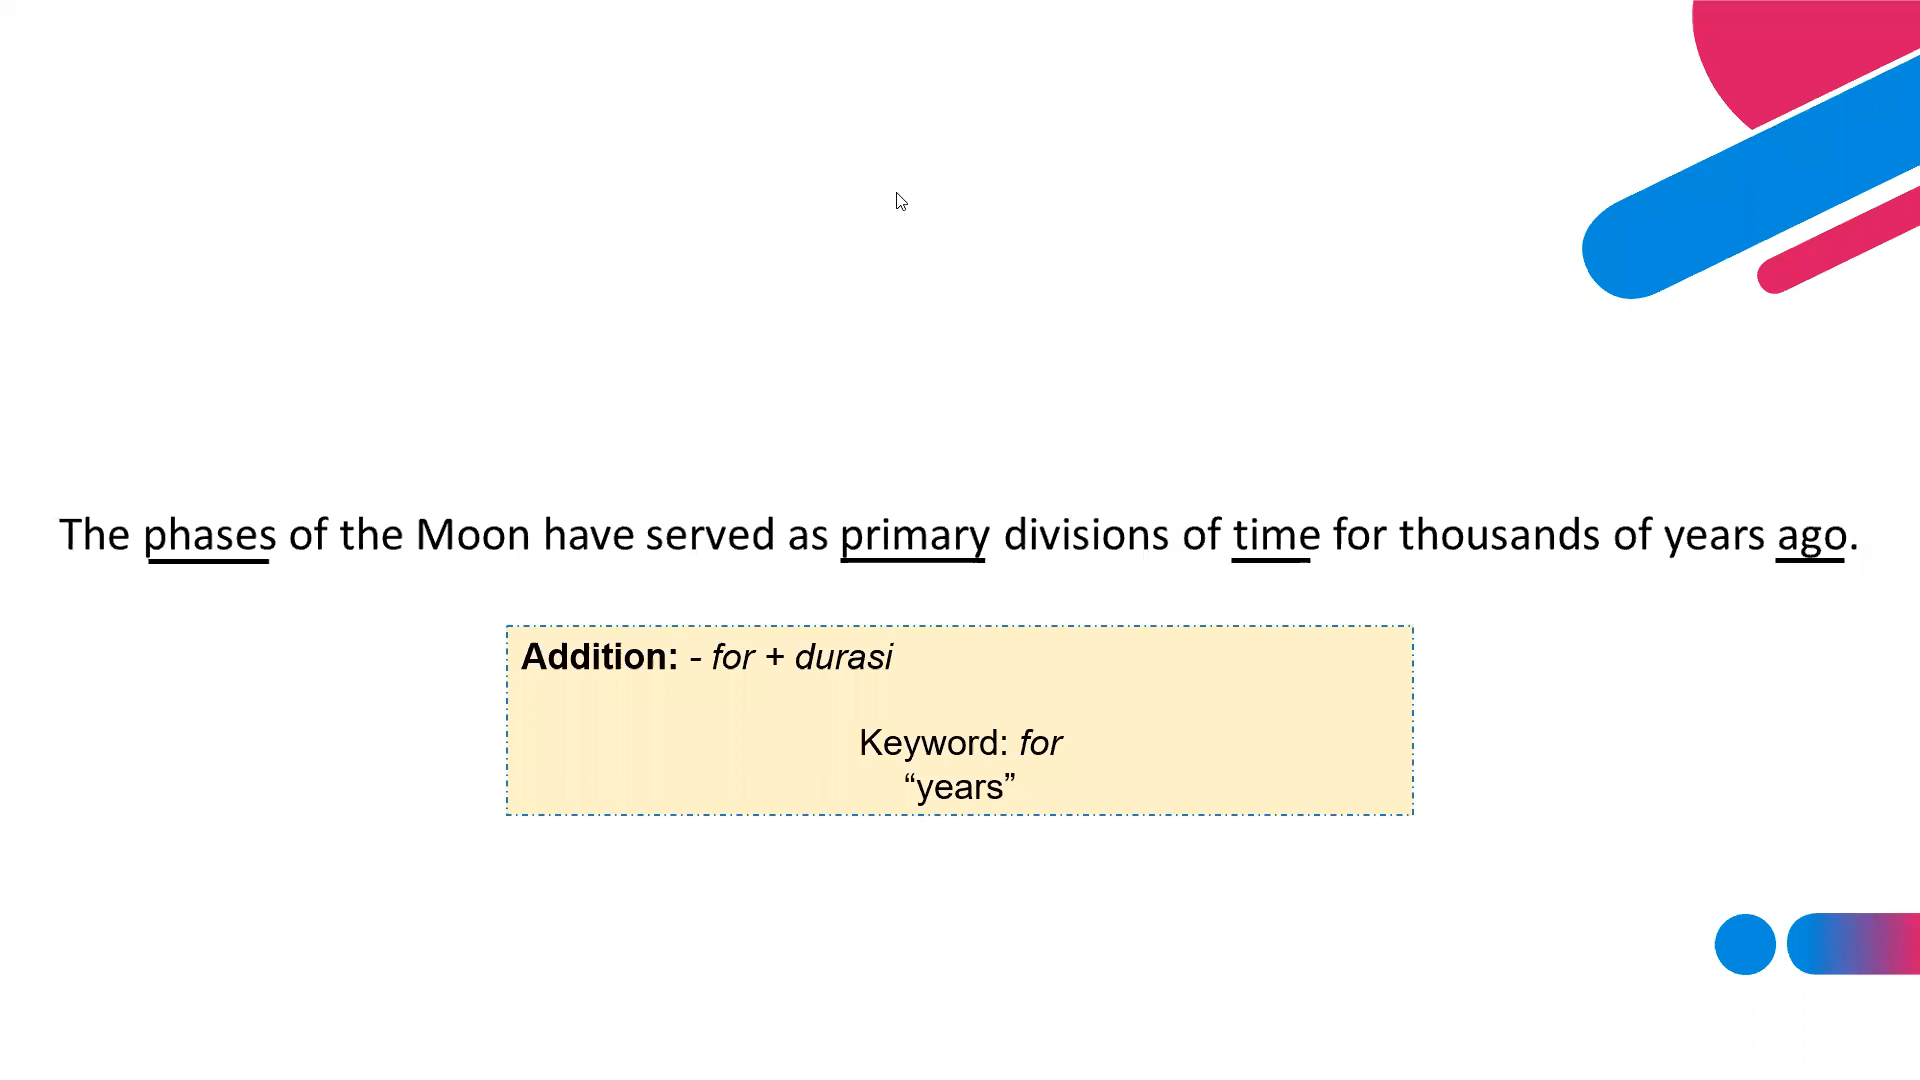 The phases of the Moon have served as primary divisions of time for thousands of years ago.
Addition: - for + durasi
Keyword: for
“years”